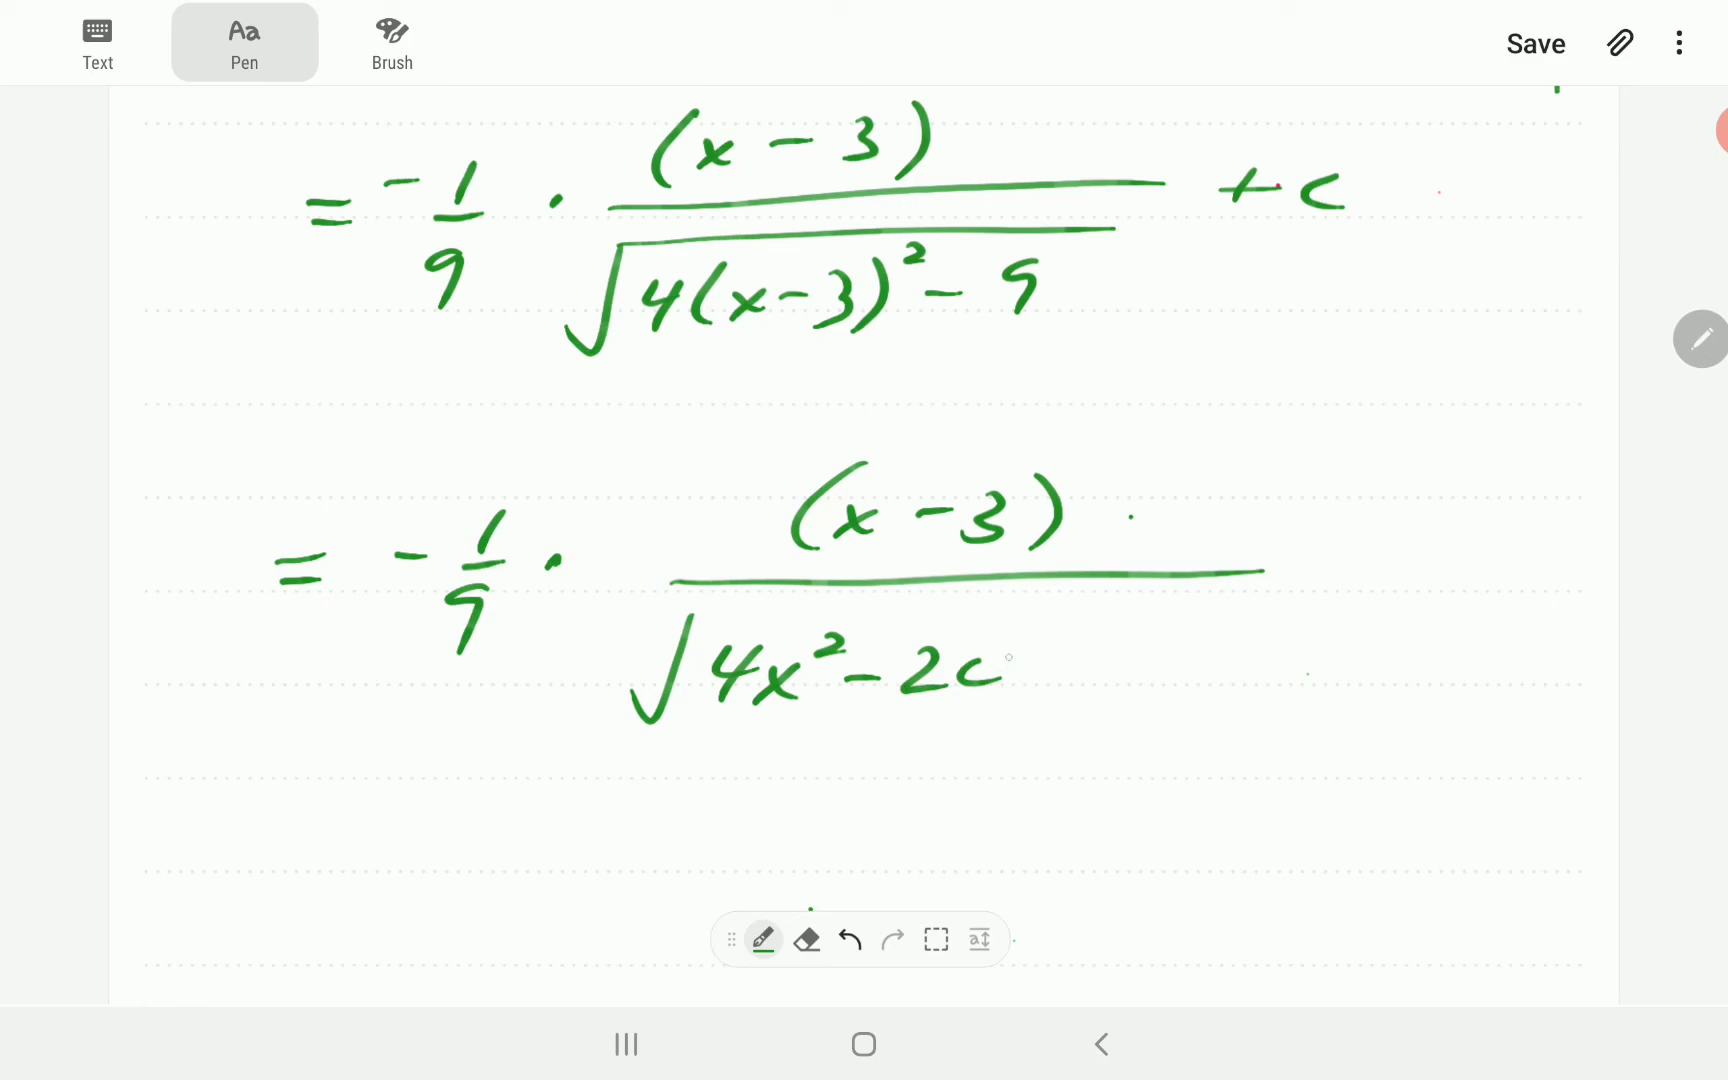 Text Pen Brush Save
= -1/9 · (x - 3)/√(4(x-3)² - 9) + c
= - 1/9 · (x - 3)/√(4x² - 2c